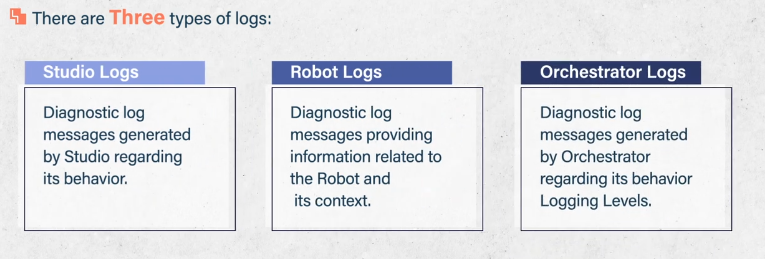 There are Three types of logs:
Studio Logs
Diagnostic log
messages generated
by Studio regarding
its behavior.
Robot Logs
Diagnostic log
messages providing
information related to
the Robot and
its context.
Orchestrator Logs
Diagnostic log
messages generated
by Orchestrator
regarding its behavior
Logging Levels.